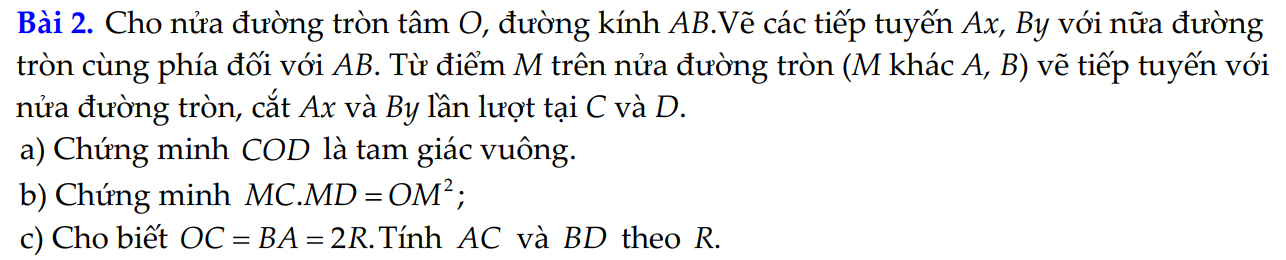 Bài 2. Cho nửa đường tròn tâm O, đường kính AB.Vẽ các tiếp tuyến Ax, By với nữa đường
tròn cùng phía đối với AB. Từ điểm M trên nửa đường tròn (M khác A, B) vẽ tiếp tuyến với
nửa đường tròn, cắt Ax và By lần lượt tại C và D.
a) Chứng minh COD là tam giác vuông.
b) Chứng minh MC.MD = OM²;
c) Cho biết OC = BA = 2R.Tính AC và BD theo R.